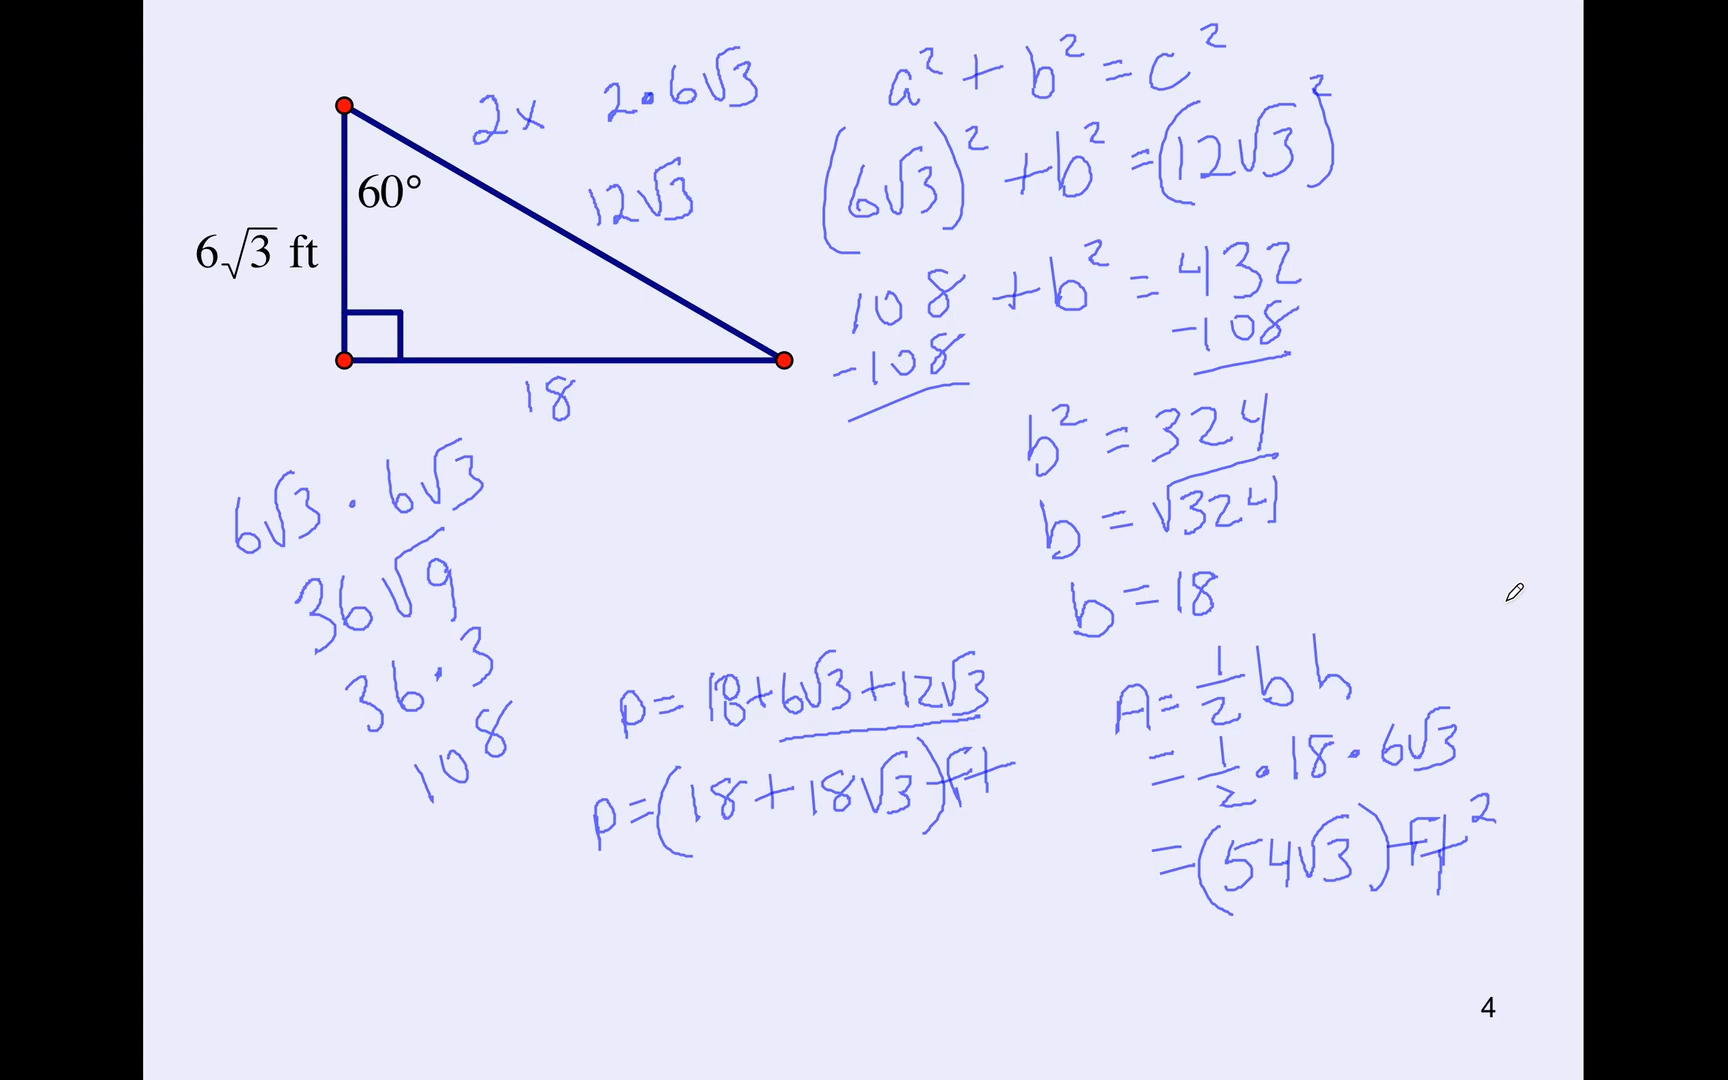 2x 2·6√3
12√3
60°
6√3 ft
18
a² + b² = c²
(6√3)² + b² = (12√3)²
108 + b² = 432
-108 -108
b² = 324
b = √324
b = 18
6√3 · 6√3
36√9
36·3
108
P = 18+6√3+12√3
P=(18+18√3)ft
A= 1/2 b h
= 1/2 · 18 · 6√3
=(54√3) ft²
4